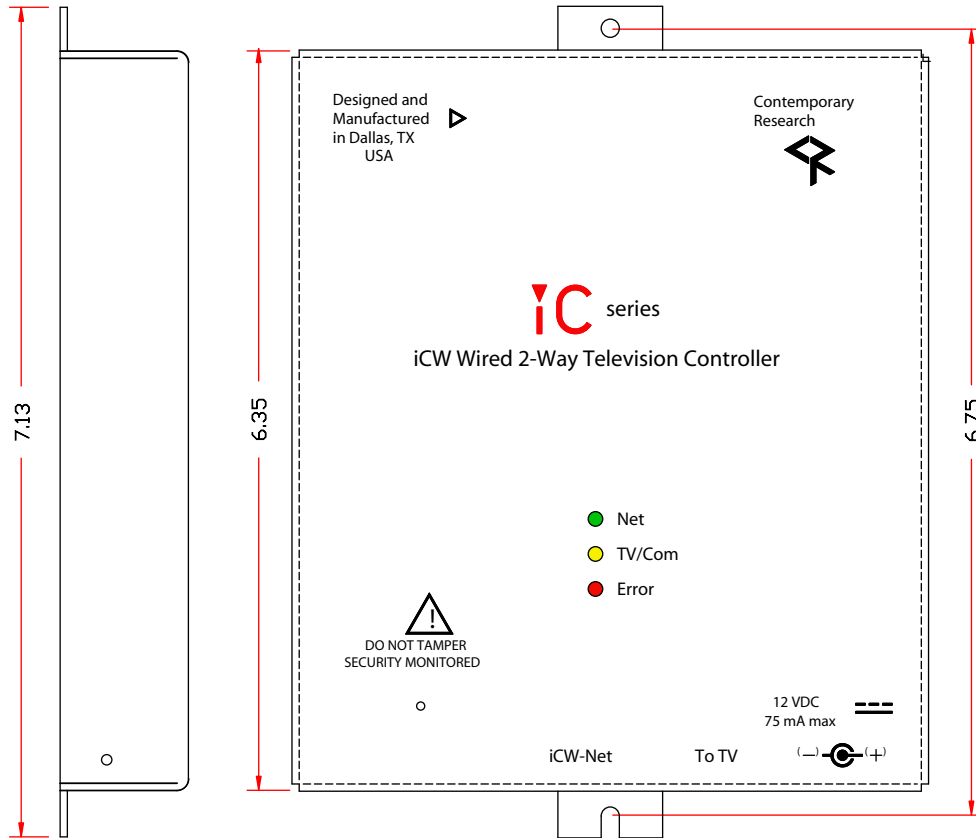 Designed and
Manufactured
in Dallas, TX
USA
Contemporary
Research
iC series
iCW Wired 2-Way Television Controller
7.13
6.35
6.75
Net
TV/Com
Error
!
DO NOT TAMPER
SECURITY MONITORED
12 VDC
75 mA max
iCW-Net
To TV
(—) (+)